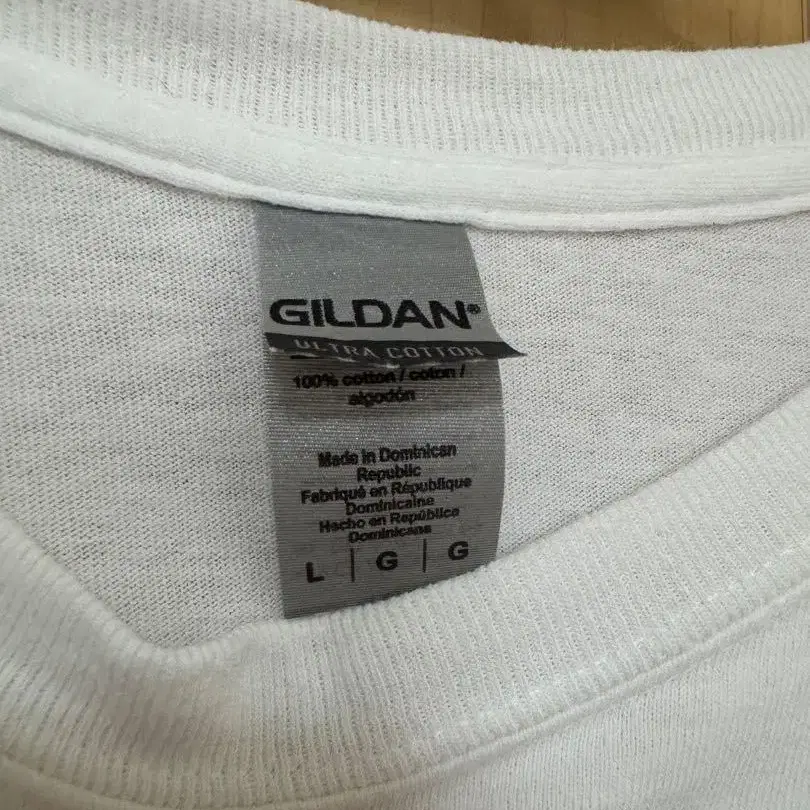 GILDAN®
ULTRA COTTON
100% cotton / coton /
algodón
Made in Dominican
Republic
Fabriqué en République
Dominicaine
Hecho en República
Dominicana
L | G | G